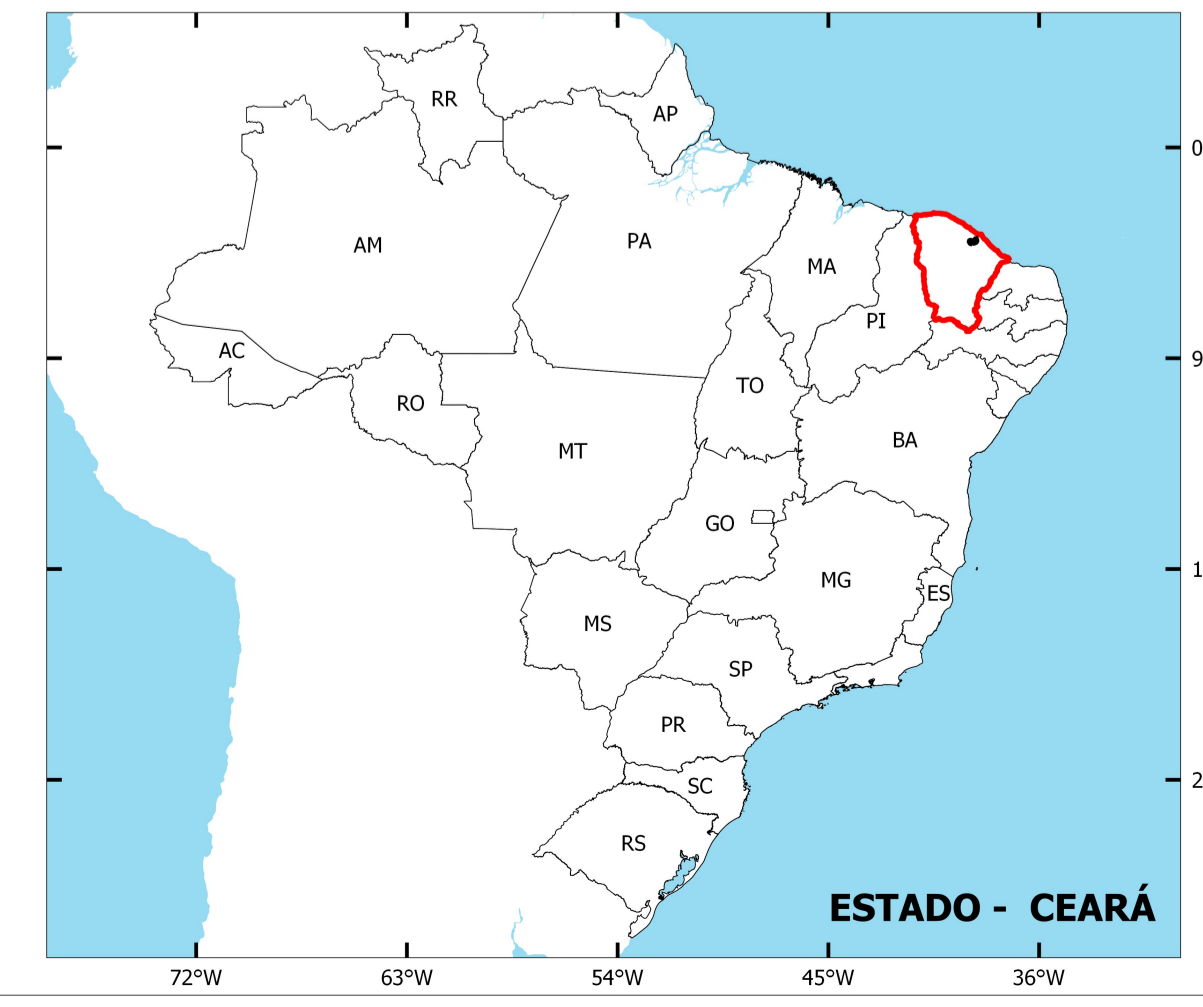 RR
AP
0
AM
PA
MA
PI
AC
TO
9
RO
BA
MT
GO
MG
1
ES
MS
SP
PR
2
SC
RS
ESTADO - CEARÁ
72°W 63°W 54°W 45°W 36°W